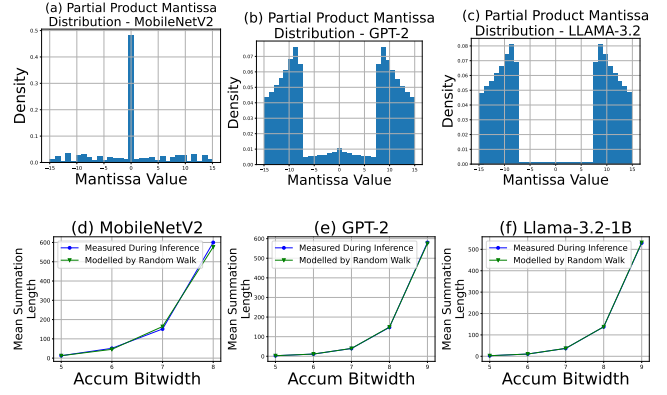 (a) Partial Product Mantissa
Distribution - MobileNetV2
Density
0.5
0.4
0.3
0.2
0.1
0.0
−15 −10 −5 0 5 10 15
Mantissa Value
(b) Partial Product Mantissa
Distribution - GPT-2
Density
0.07
0.06
0.05
0.04
0.03
0.02
0.01
0.00
−15 −10 −5 0 5 10 15
Mantissa Value
(c) Partial Product Mantissa
Distribution - LLAMA-3.2
Density
0.08
0.07
0.06
0.05
0.04
0.03
0.02
0.01
0.00
−15 −10 −5 0 5 10 15
Mantissa Value
(d) MobileNetV2
Mean Summation
Length
600
500
400
300
200
100
0
Measured During Inference
Modelled by Random Walk
5 6 7 8
Accum Bitwidth
(e) GPT-2
Mean Summation
Length
600
500
400
300
200
100
0
Measured During Inference
Modelled by Random Walk
5 6 7 8 9
Accum Bitwidth
(f) Llama-3.2-1B
Mean Summation
Length
500
400
300
200
100
0
Measured During Inference
Modelled by Random Walk
5 6 7 8 9
Accum Bitwidth